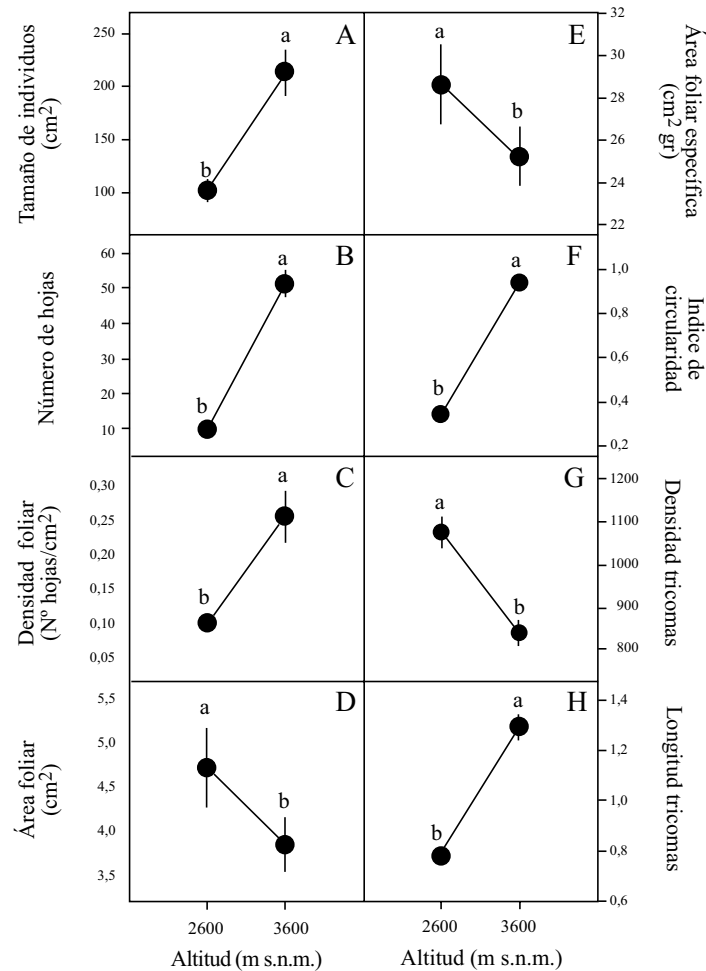 Tamaño de individuos
(cm2)
250
200
150
100
A
a
b
E
a
b
32
30
28
26
24
22
Área foliar específica
(cm2 gr)
Número de hojas
60
50
40
30
20
10
B
a
b
F
a
b
1,0
0,8
0,6
0,4
0,2
Indice de
circularidad
Densidad foliar
(Nº hojas/cm2)
0,30
0,25
0,20
0,15
0,10
0,05
C
a
b
G
a
b
1200
1100
1000
900
800
Densidad tricomas
Área foliar
(cm2)
5,5
5,0
4,5
4,0
3,5
D
a
b
H
a
b
1,4
1,2
1,0
0,8
0,6
Longitud tricomas
2600 3600
Altitud (m s.n.m.)
2600 3600
Altitud (m s.n.m.)